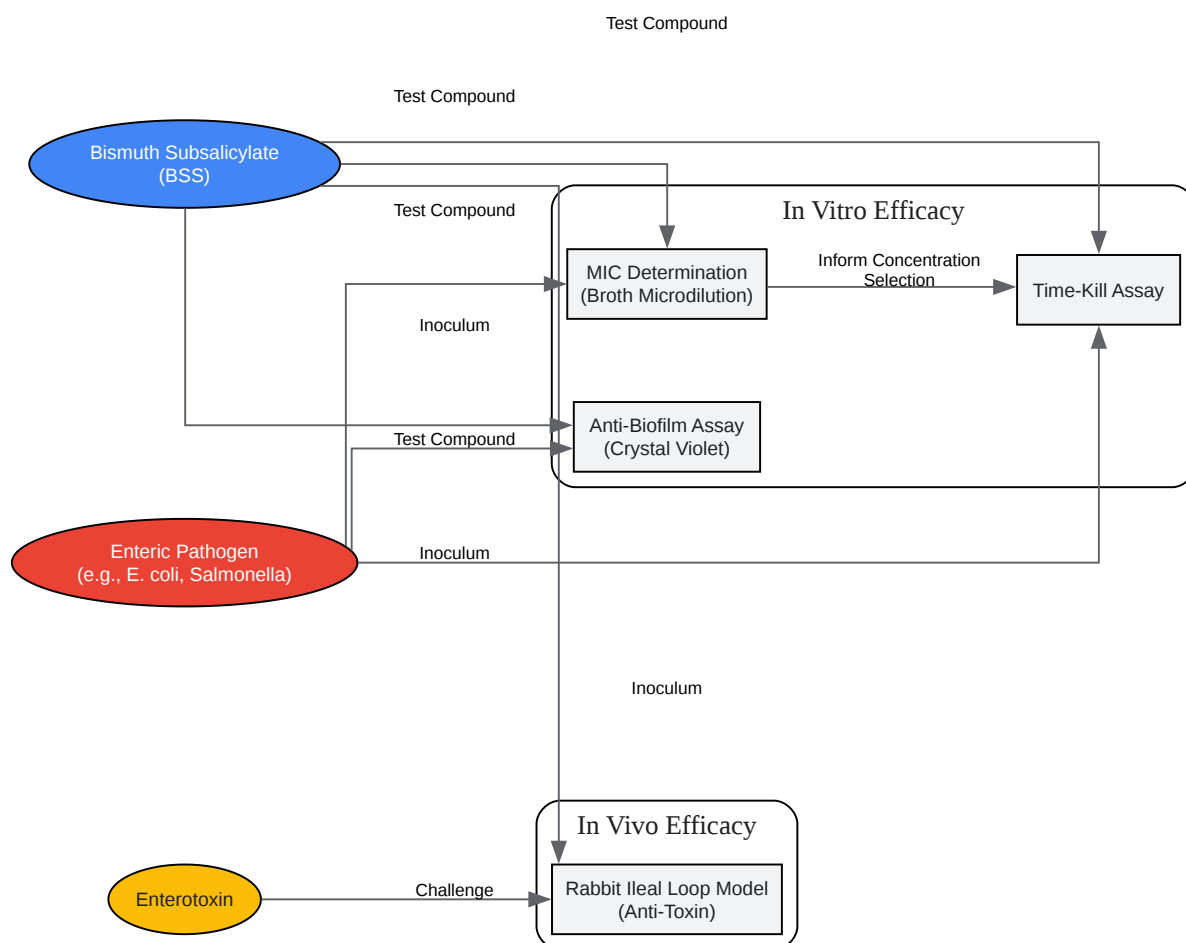 Test Compound
Test Compound
Bismuth Subsalicylate
(BSS)
Test Compound
In Vitro Efficacy
MIC Determination
(Broth Microdilution)
Inform Concentration
Selection
Time-Kill Assay
Inoculum
Anti-Biofilm Assay
(Crystal Violet)
Test Compound
Enteric Pathogen
(e.g., E. coli, Salmonella)
Inoculum
Inoculum
In Vivo Efficacy
Enterotoxin
Challenge
Rabbit Ileal Loop Model
(Anti-Toxin)